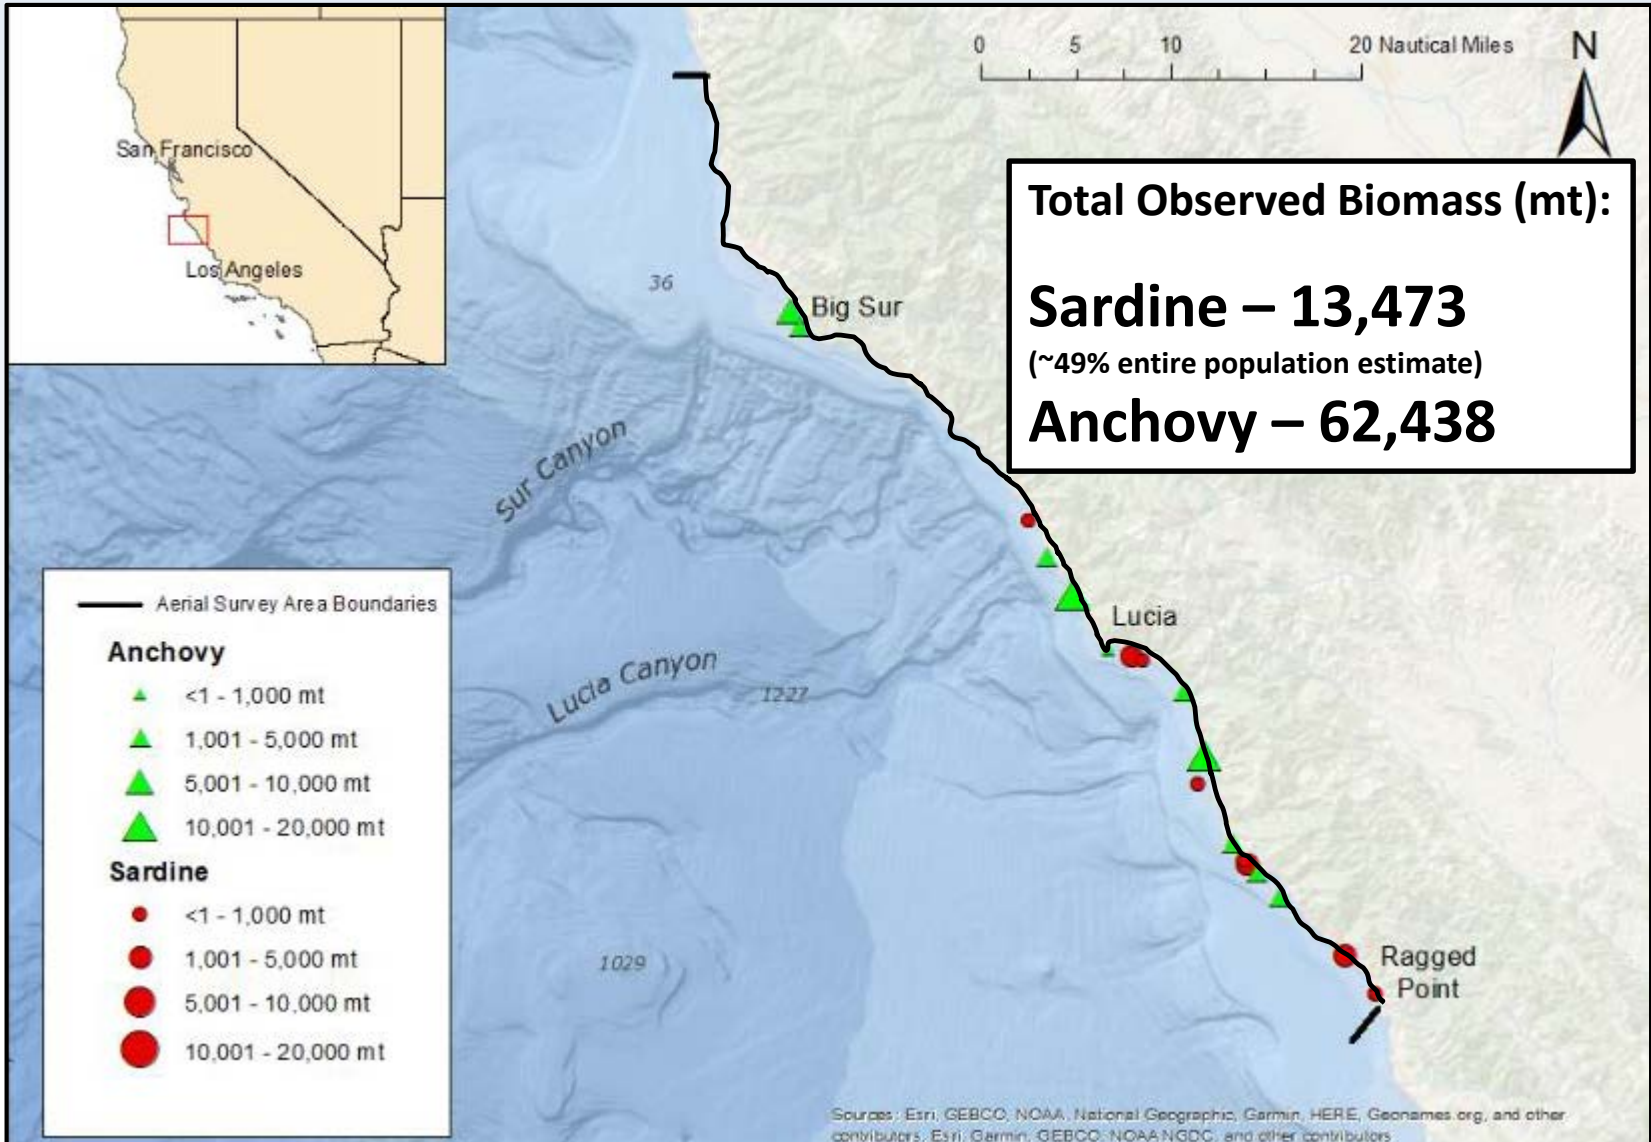 San Francisco
Los Angeles
0 5 10 20 Nautical Miles
N
Total Observed Biomass (mt):
Sardine – 13,473
(~49% entire population estimate)
Anchovy – 62,438
36
Big Sur
Sur Canyon
Lucia
Lucia Canyon
1227
1029
Ragged
Point
Aerial Survey Area Boundaries
Anchovy
<1 - 1,000 mt
1,001 - 5,000 mt
5,001 - 10,000 mt
10,001 - 20,000 mt
Sardine
<1 - 1,000 mt
1,001 - 5,000 mt
5,001 - 10,000 mt
10,001 - 20,000 mt
Sources: Esri, GEBCO, NOAA, National Geographic, Garmin, HERE, Geonames.org, and other
contributors, Esri, Garmin, GEBCO, NOAA NGDC, and other contributors